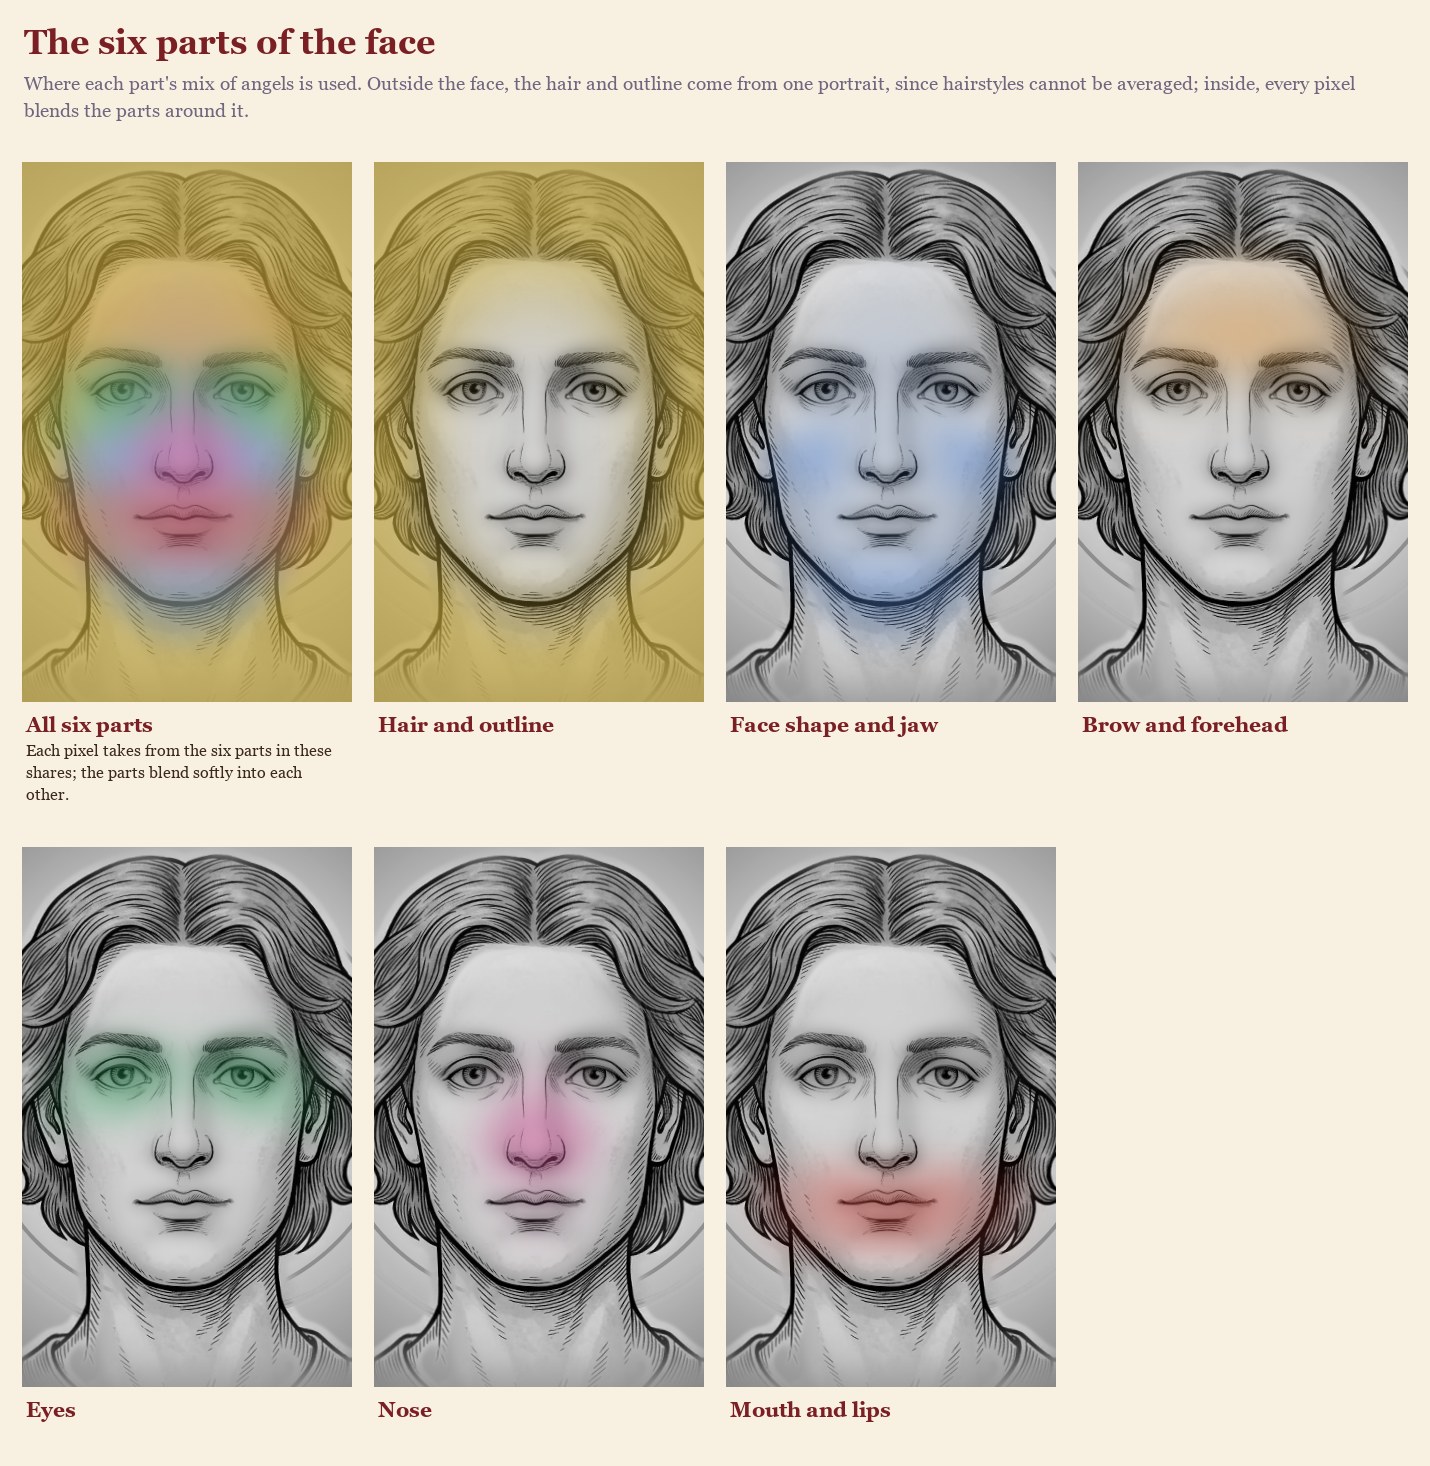 The six parts of the face
Where each part's mix of angels is used. Outside the face, the hair and outline come from one portrait, since hairstyles cannot be averaged; inside, every pixel
blends the parts around it.
All six parts
Each pixel takes from the six parts in these
shares; the parts blend softly into each
other.
Hair and outline
Face shape and jaw
Brow and forehead
Eyes
Nose
Mouth and lips